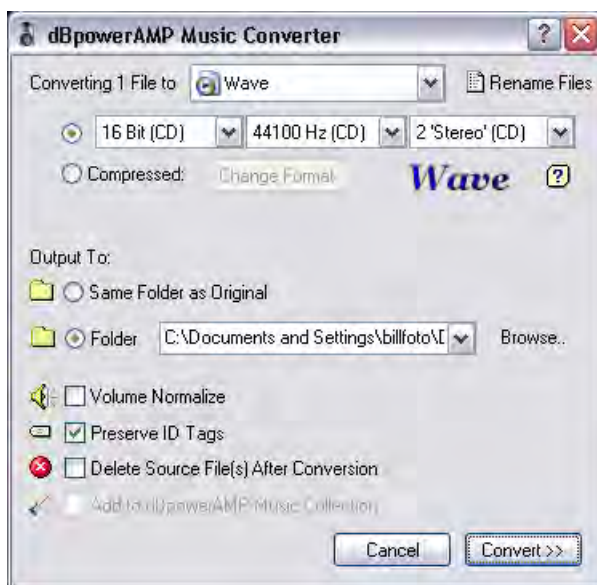 dBpowerAMP Music Converter
Converting 1 File to Wave Rename Files
16 Bit (CD) 44100 Hz (CD) 2 'Stereo' (CD)
Compressed: Change Format Wave ?
Output To:
Same Folder as Original
Folder C:\Documents and Settings\billfoto\D Browse..
Volume Normalize
Preserve ID Tags
Delete Source File(s) After Conversion
Add to dBpowerAMP Music Collection
Cancel Convert >>